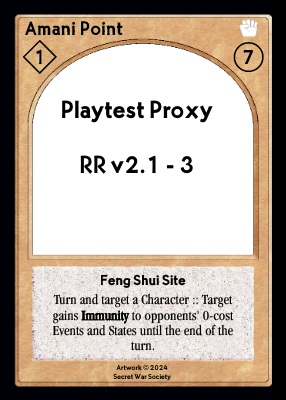 Amani Point
1
7
Playtest Proxy
RR v2.1 - 3
Feng Shui Site
Turn and target a Character :: Target
gains Immunity to opponents' 0-cost
Events and States until the end of the
turn.
Artwork © 2024
Secret War Society